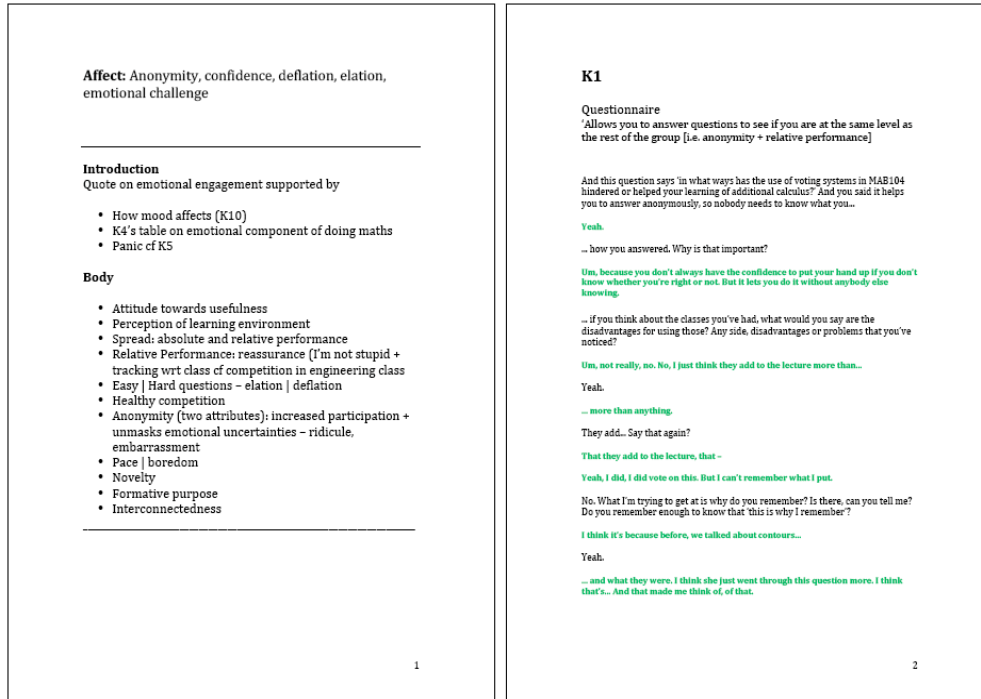 Affect: Anonymity, confidence, deflation, elation,
emotional challenge
Introduction
Quote on emotional engagement supported by
• How mood affects (K10)
• K4's table on emotional component of doing maths
• Panic cf K5
Body
• Attitude towards usefulness
• Perception of learning environment
• Spread: absolute and relative performance
• Relative Performance: reassurance (I'm not stupid +
tracking wrt class cf competition in engineering class
• Easy | Hard questions – elation | deflation
• Healthy competition
• Anonymity (two attributes): increased participation +
unmasks emotional uncertainties – ridicule,
embarrassment
• Pace | boredom
• Novelty
• Formative purpose
• Interconnectedness
1
K1
Questionnaire
'Allows you to answer questions to see if you are at the same level as
the rest of the group [i.e. anonymity + relative performance]
And this question says 'in what ways has the use of voting systems in MAB104
hindered or helped your learning of additional calculus?' And you said it helps
you to answer anonymously, so nobody needs to know what you...
Yeah.
... how you answered. Why is that important?
Um, because you don't always have the confidence to put your hand up if you don't
know whether you're right or not. But it lets you do it without anybody else
knowing.
... if you think about the classes you've had, what would you say are the
disadvantages for using those? Any side, disadvantages or problems that you've
noticed?
Um, not really, no. No, I just think they add to the lecture more than...
Yeah.
... more than anything.
They add... Say that again?
That they add to the lecture, that –
Yeah, I did, I did vote on this. But I can't remember what I put.
No. What I'm trying to get at is why do you remember? Is there, can you tell me?
Do you remember enough to know that 'this is why I remember'?
I think it's because before, we talked about contours...
Yeah.
... and what they were. I think she just went through this question more. I think
that's... And that made me think of, of that.
2